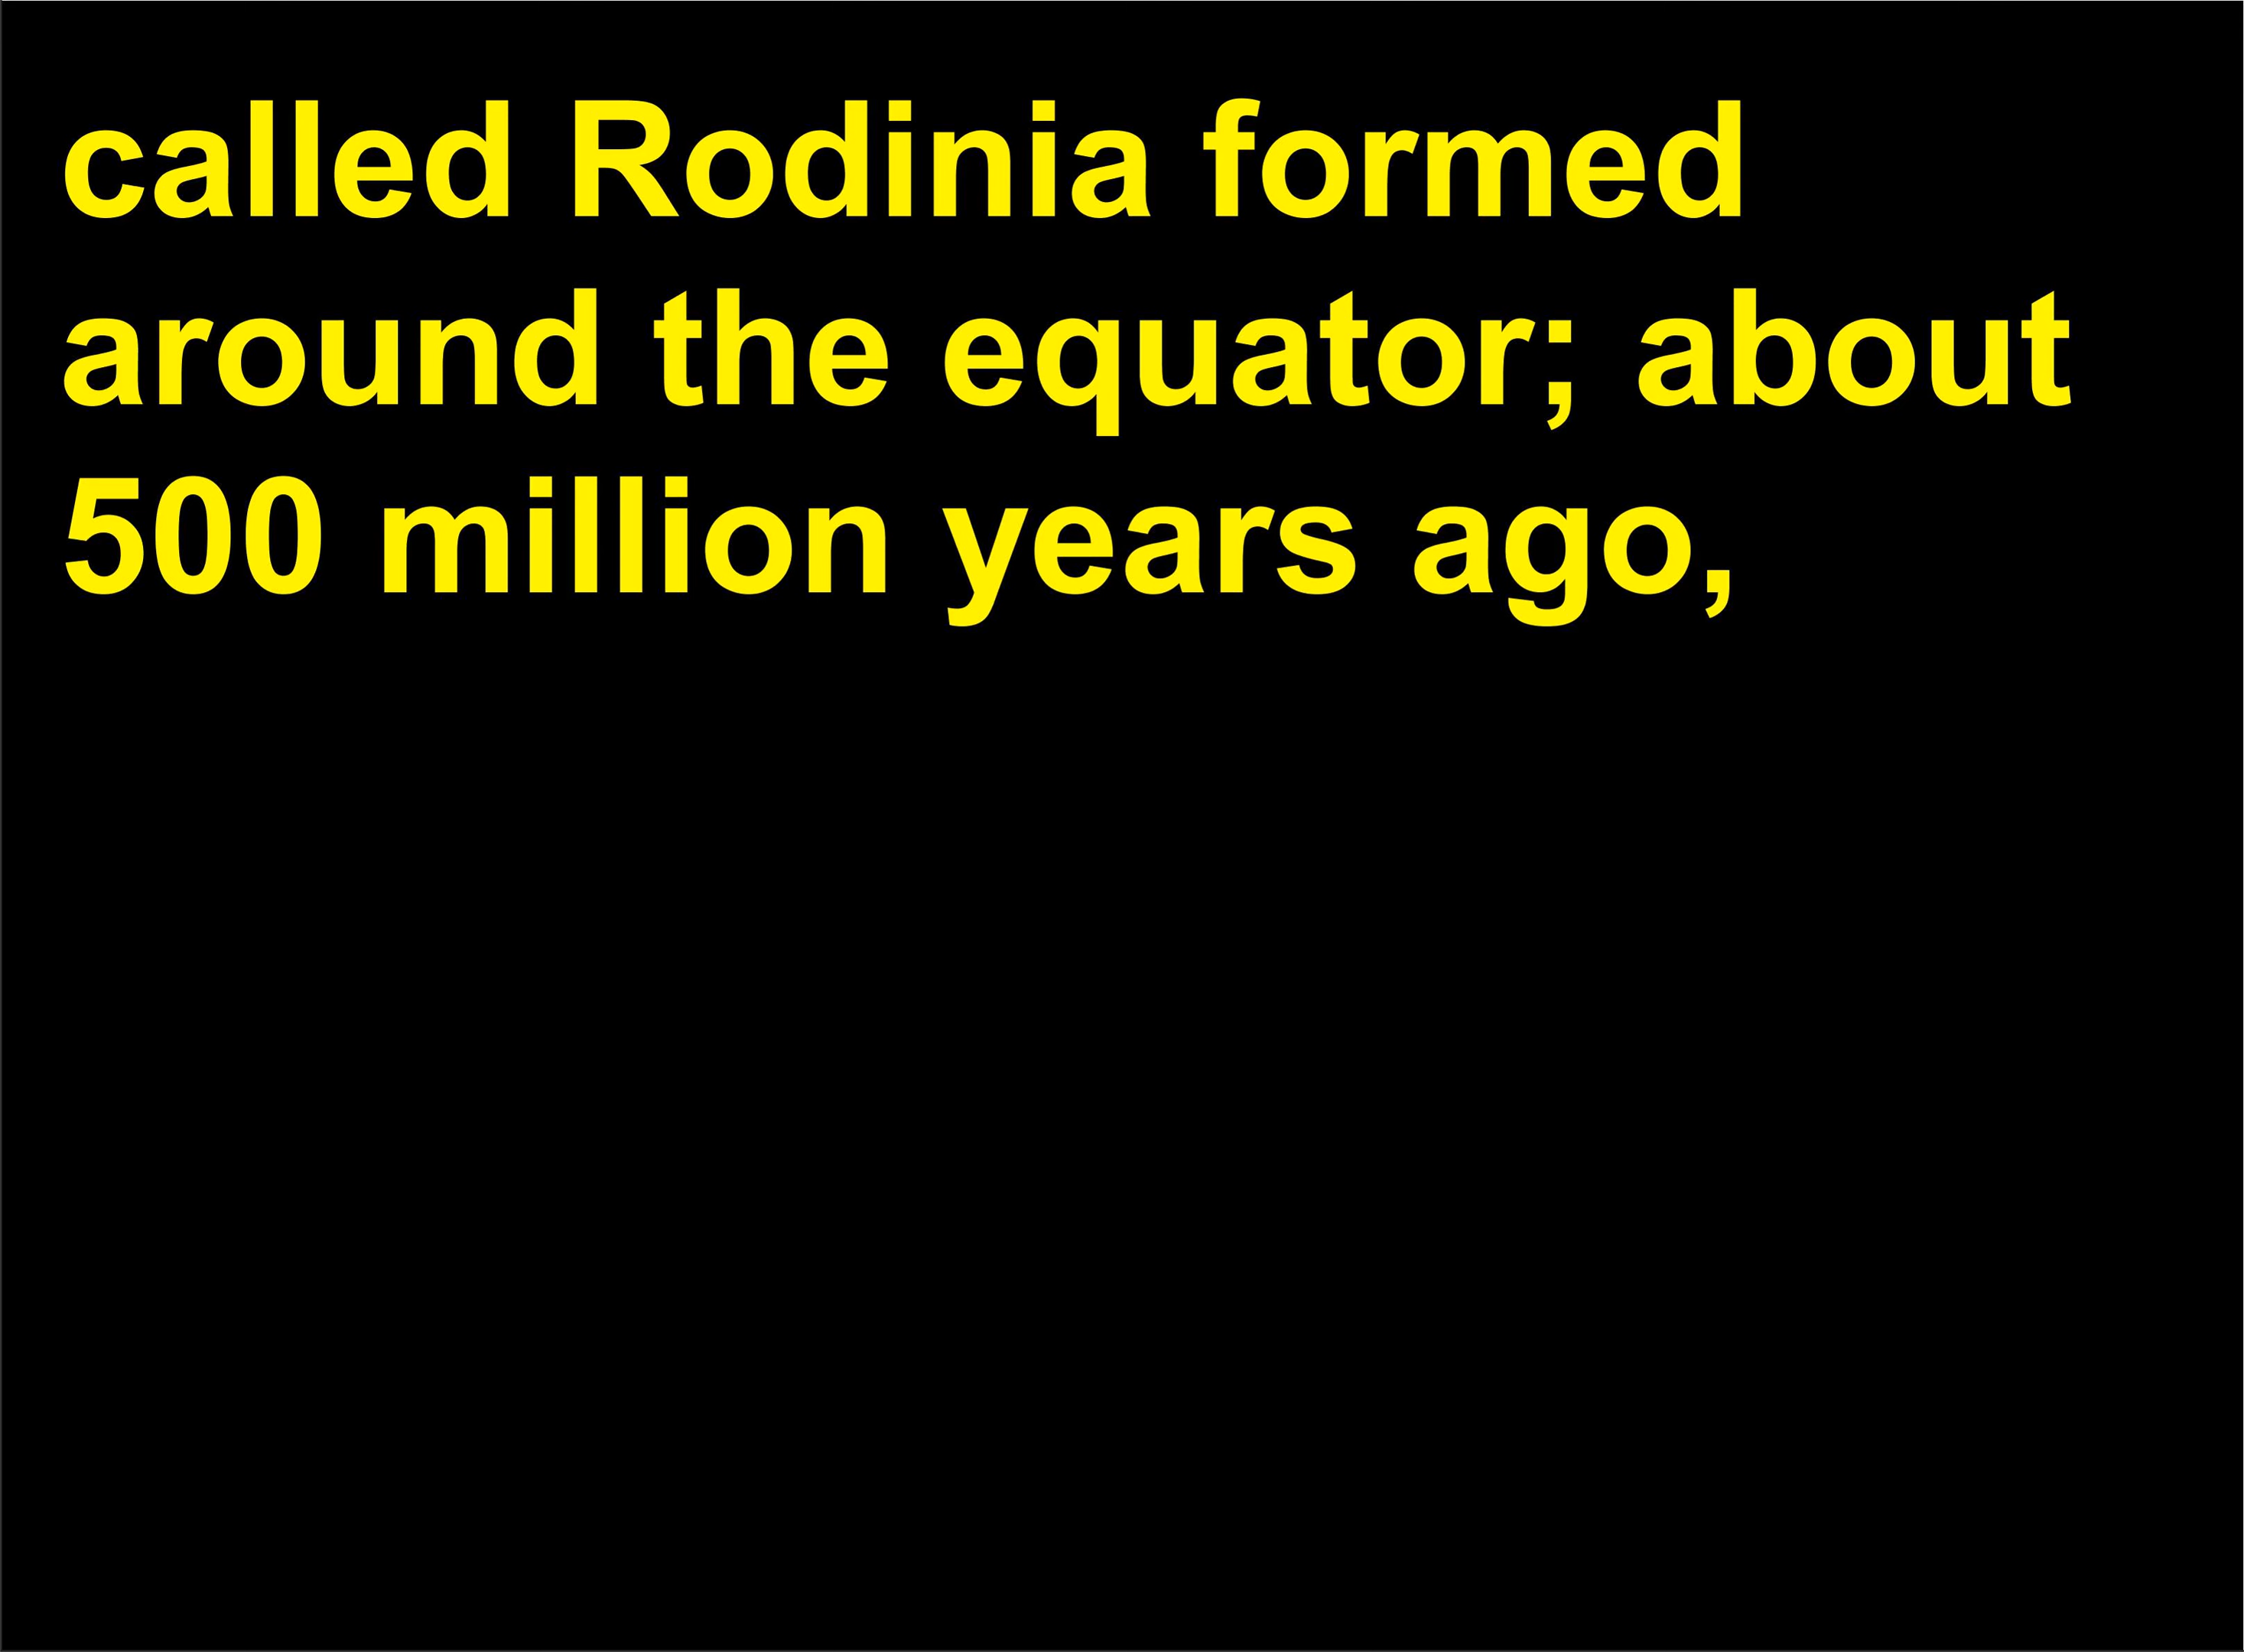 called Rodinia formed
around the equator; about
500 million years ago,